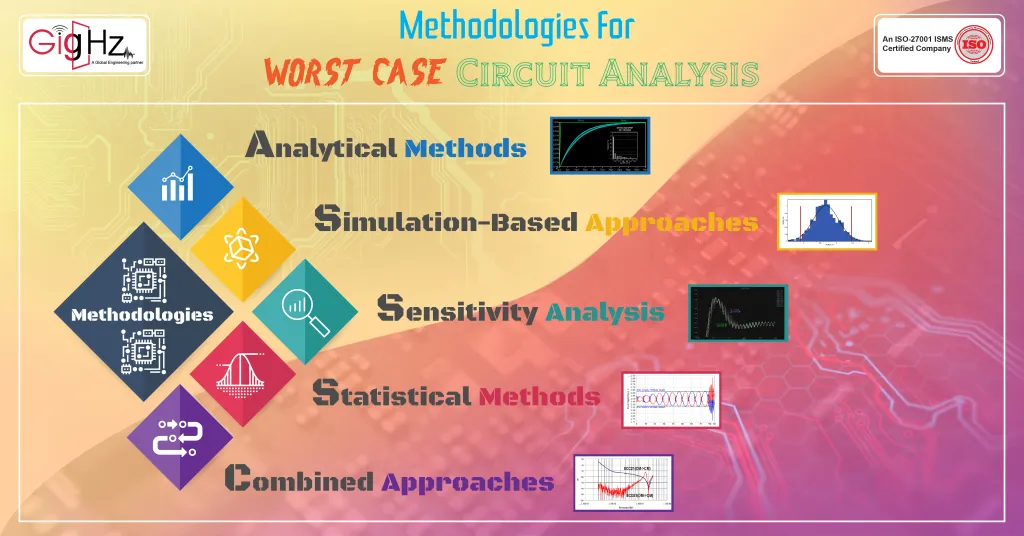 GigHz
A Global Engineering partner
Methodologies For
Worst Case Circuit Analysis
An ISO-27001 ISMS
Certified Company
ISO
Analytical Methods
Simulation-Based Approaches
Methodologies
Sensitivity Analysis
Statistical Methods
Combined Approaches